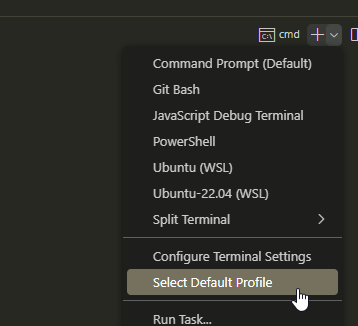 cmd
Command Prompt (Default)
Git Bash
JavaScript Debug Terminal
PowerShell
Ubuntu (WSL)
Ubuntu-22.04 (WSL)
Split Terminal
Configure Terminal Settings
Select Default Profile
Run Task...